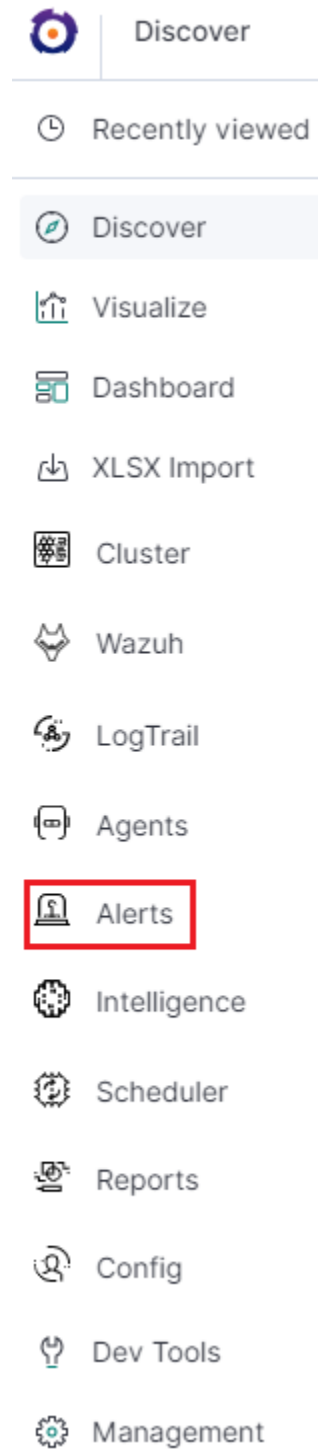 Discover
Recently viewed
Discover
Visualize
Dashboard
XLSX Import
Cluster
Wazuh
LogTrail
Agents
Alerts
Intelligence
Scheduler
Reports
Config
Dev Tools
Management